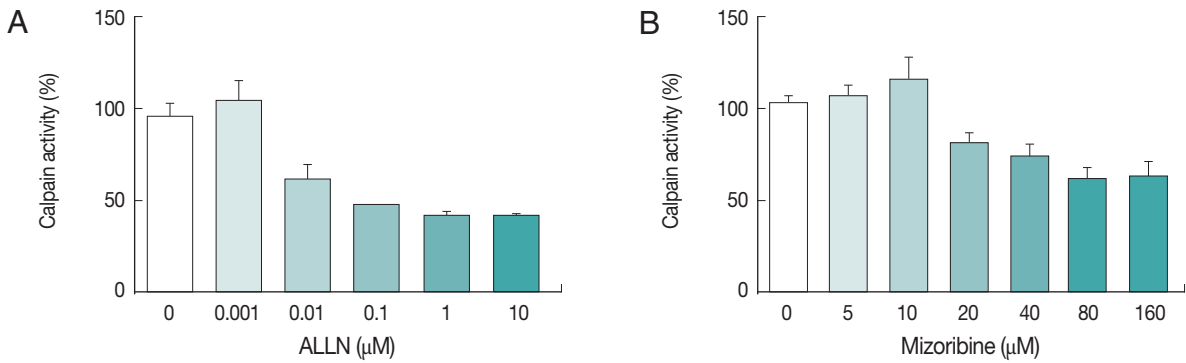 A
Calpain activity (%)
150
100
50
0
0 0.001 0.01 0.1 1 10
ALLN (μM)
B
Calpain activity (%)
150
100
50
0
0 5 10 20 40 80 160
Mizoribine (μM)